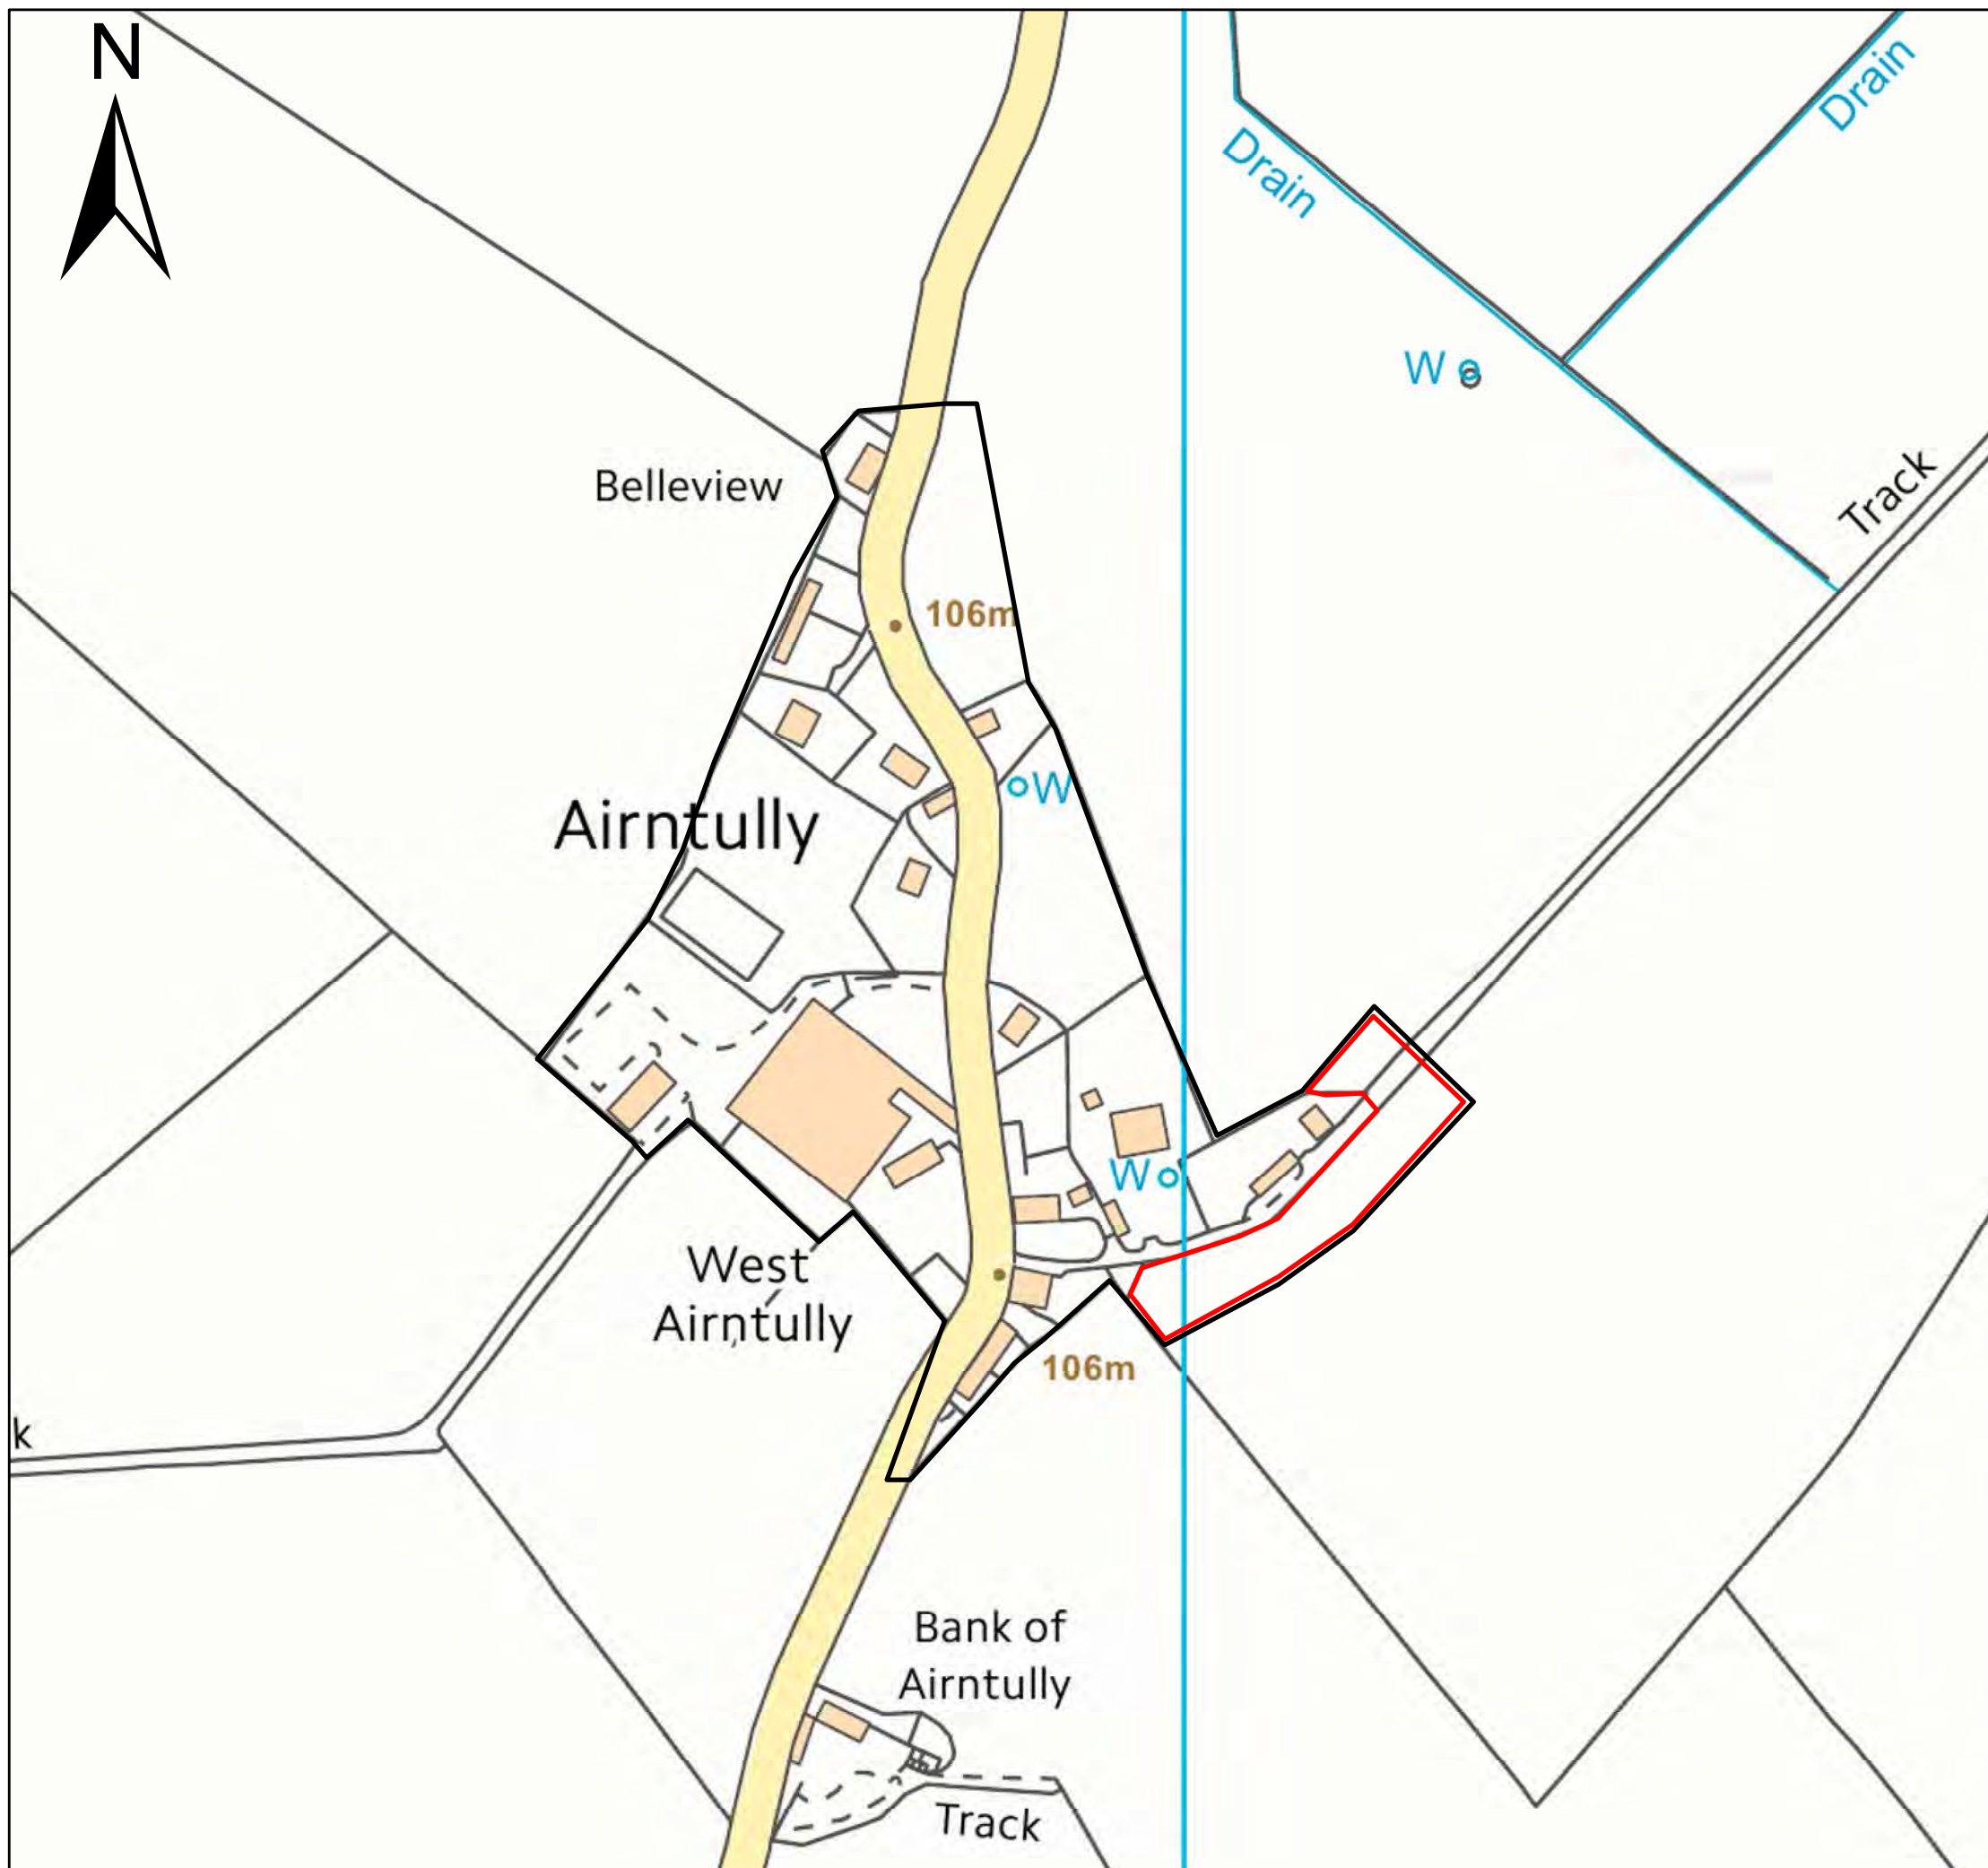 N
Drain
Drain
W
Track
Belleview
106m
W
Airntully
W
West
Airntully
106m
k
Bank of
Airntully
Track